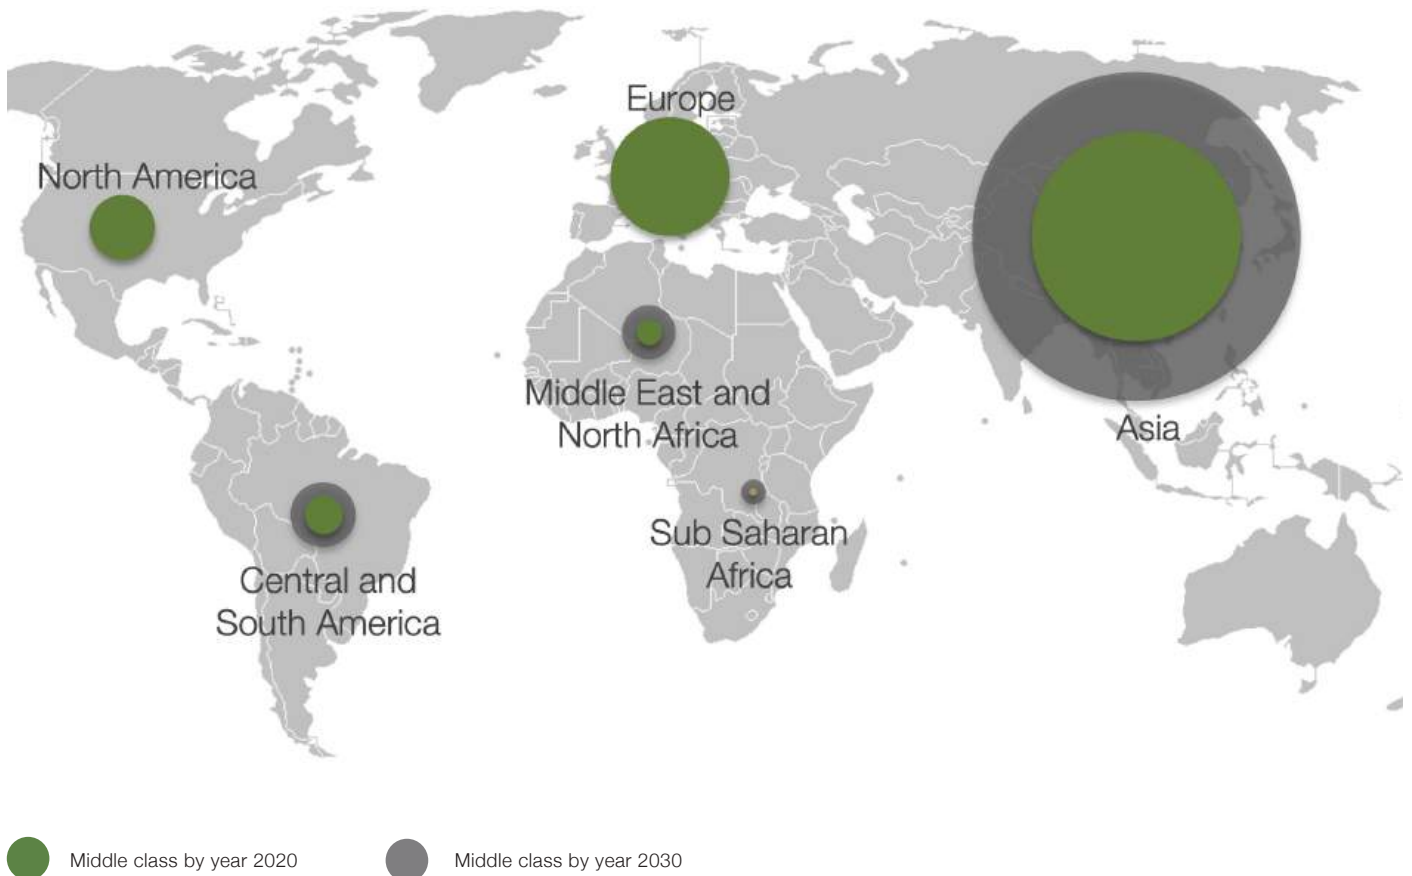 Europe
North America
Middle East and
North Africa
Asia
Sub Saharan
Africa
Central and
South America
Middle class by year 2020
Middle class by year 2030